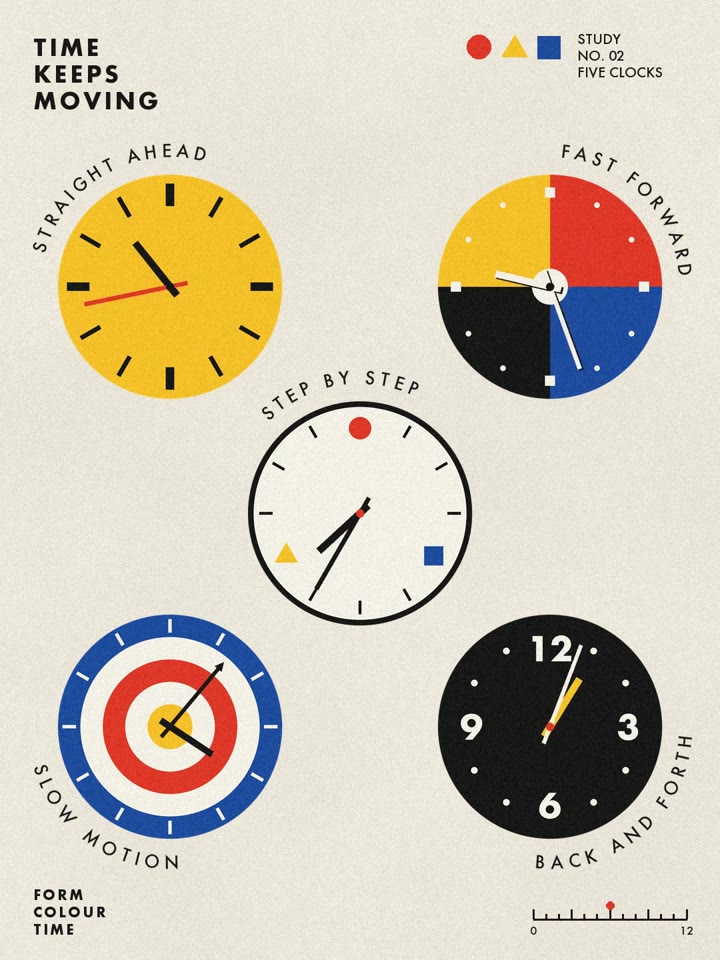 TIME
KEEPS
MOVING
STUDY
NO. 02
FIVE CLOCKS
STRAIGHT AHEAD
FAST FORWARD
STEP BY STEP
12
9
3
6
SLOW MOTION
BACK AND FORTH
FORM
COLOUR
TIME
0
12